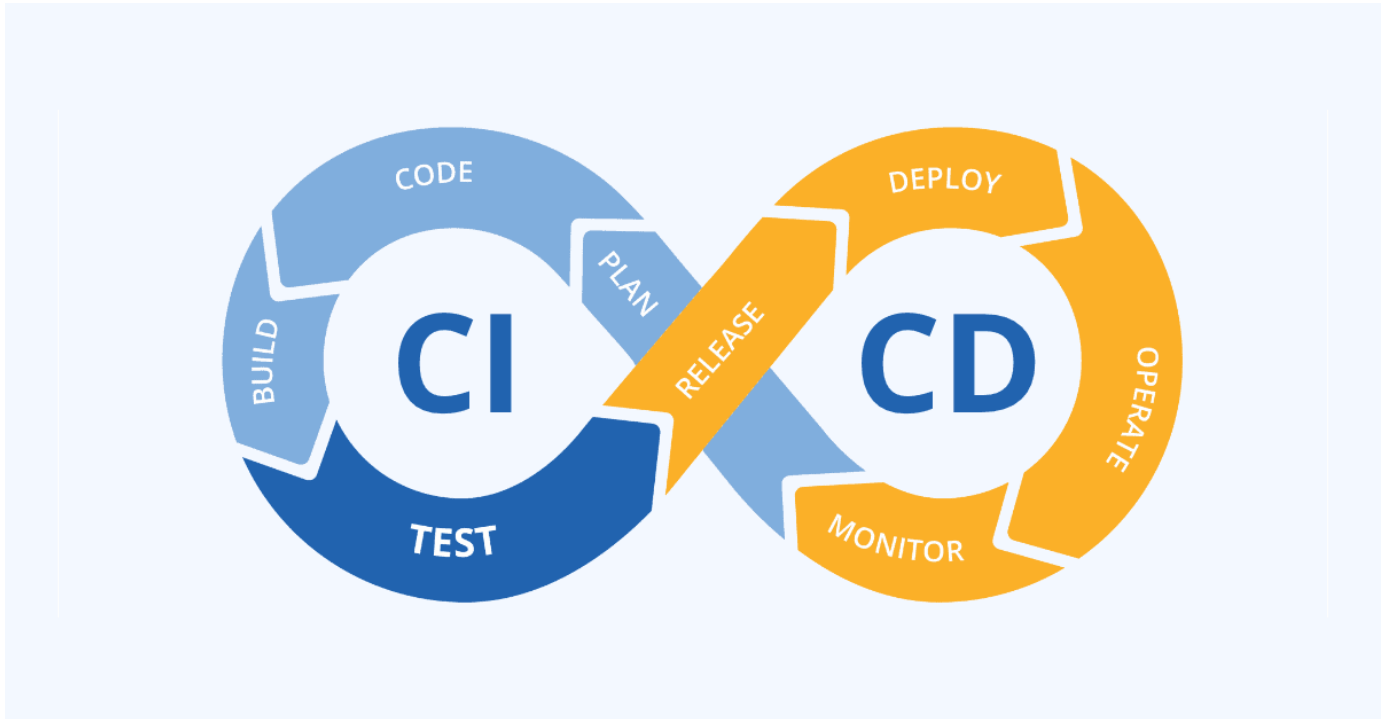 CODE
DEPLOY
PLAN
BUILD
CI
RELEASE
CD
OPERATE
TEST
MONITOR